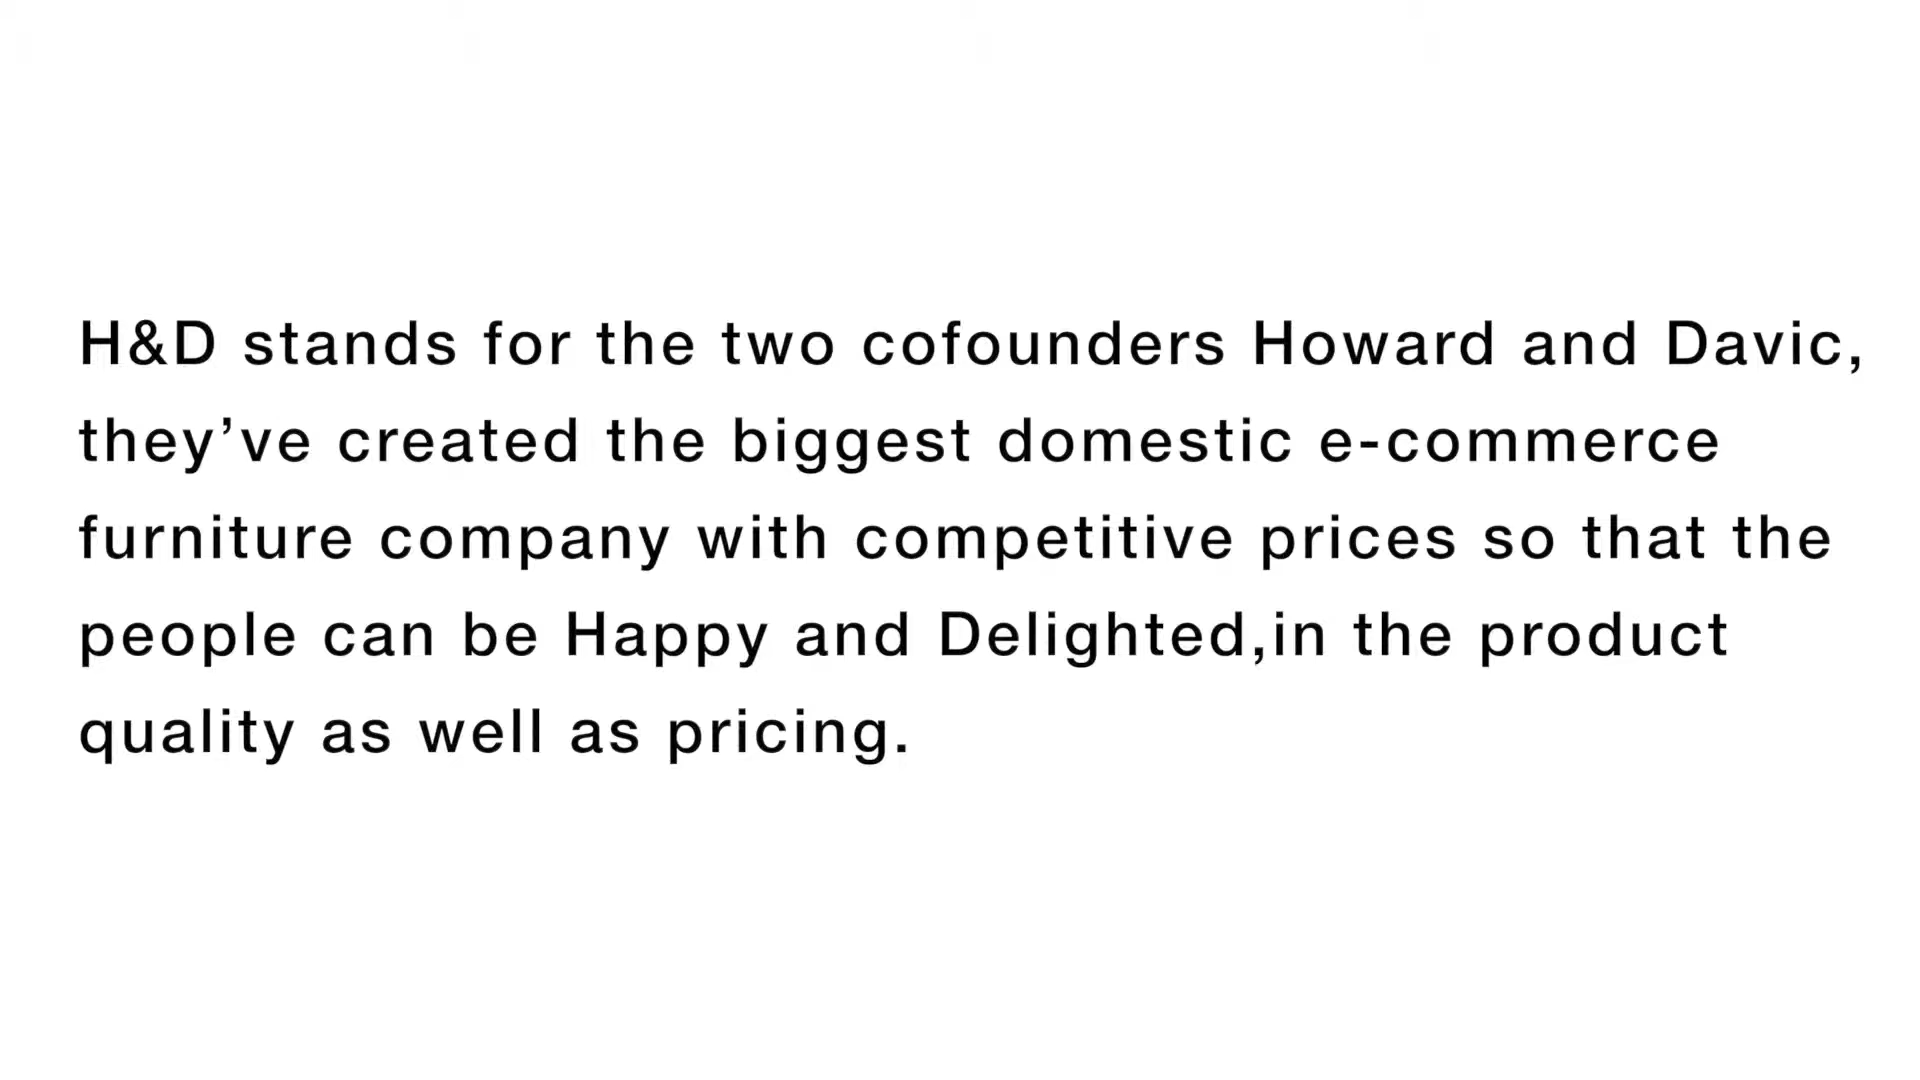 H&D stands for the two cofounders Howard and Davic,
they’ve created the biggest domestic e-commerce
furniture company with competitive prices so that the
people can be Happy and Delighted,in the product
quality as well as pricing.